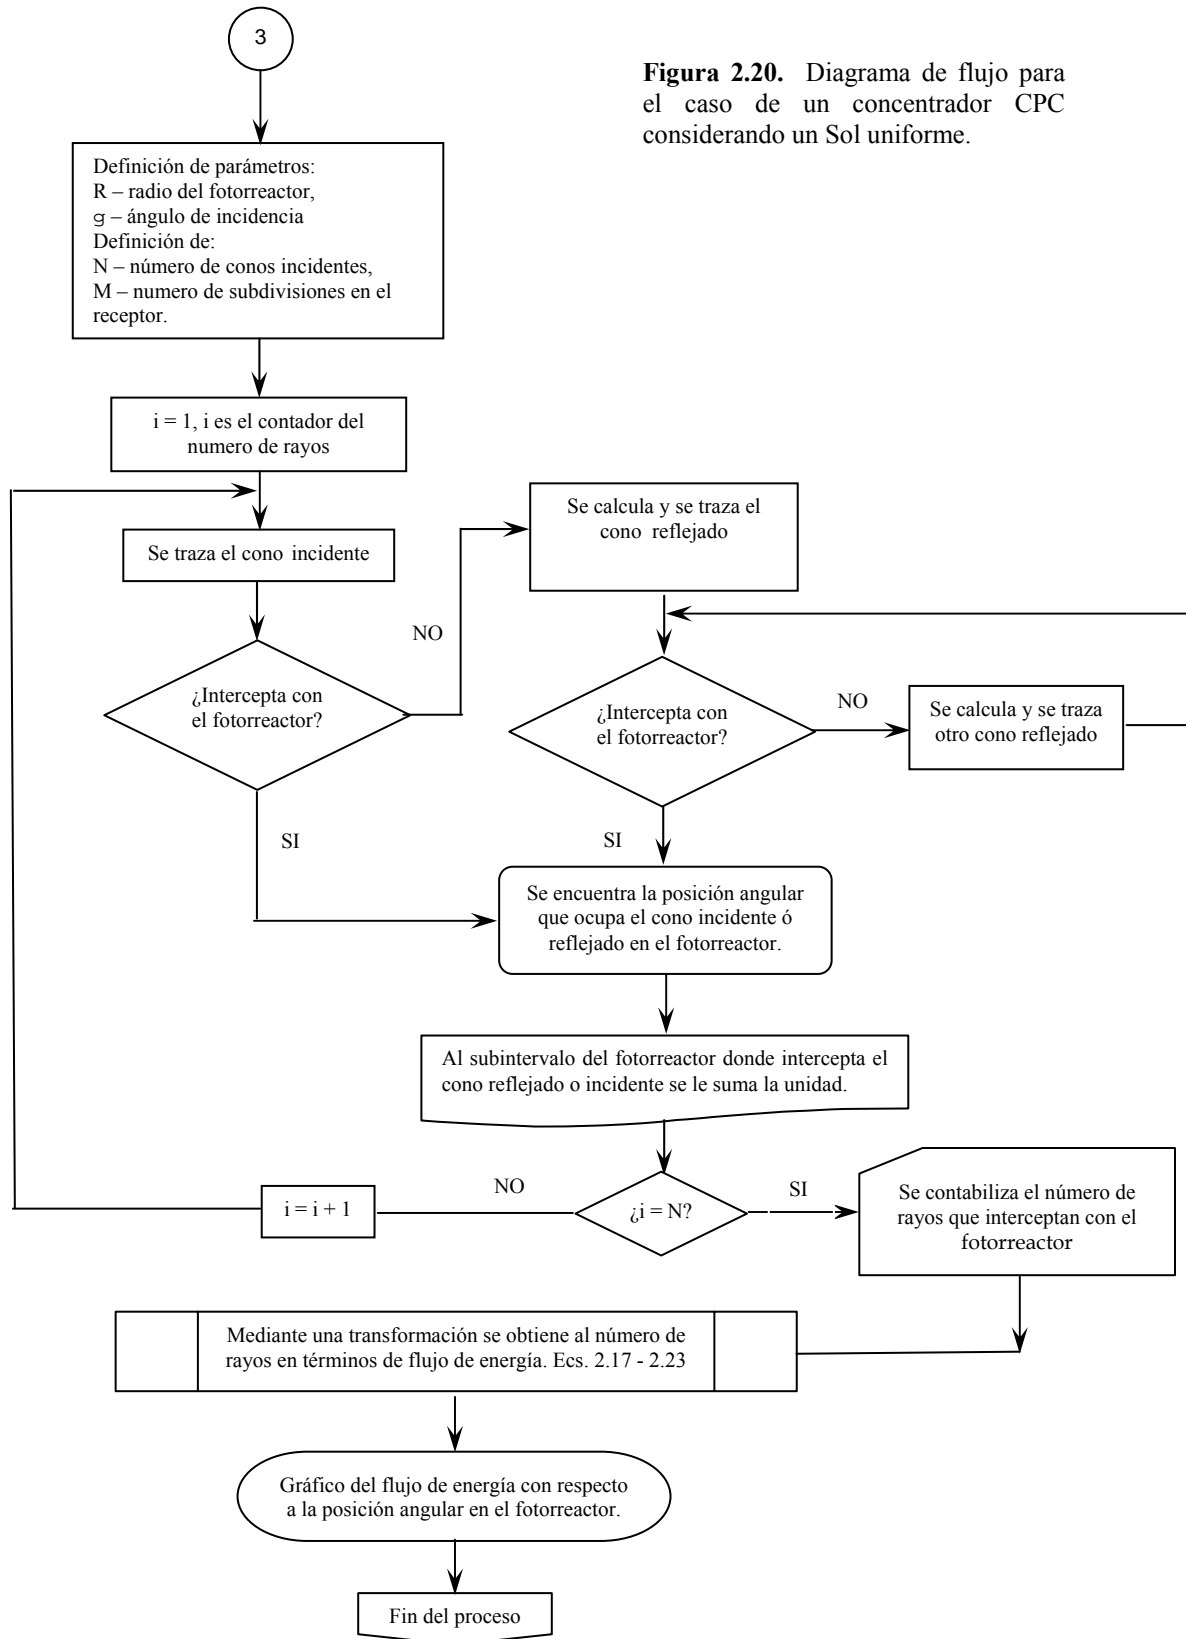 3
Figura 2.20. Diagrama de flujo para
el caso de un concentrador CPC
considerando un Sol uniforme.
Definición de parámetros:
R – radio del fotorreactor,
g – ángulo de incidencia
Definición de:
N – número de conos incidentes,
M – numero de subdivisiones en el
receptor.
i = 1, i es el contador del
numero de rayos
Se traza el cono incidente
¿Intercepta con
el fotorreactor?
NO
SI
Se calcula y se traza el
cono reflejado
¿Intercepta con
el fotorreactor?
NO
Se calcula y se traza
otro cono reflejado
SI
Se encuentra la posición angular
que ocupa el cono incidente ó
reflejado en el fotorreactor.
Al subintervalo del fotorreactor donde intercepta el
cono reflejado o incidente se le suma la unidad.
¿i = N?
NO
i = i + 1
SI
Se contabiliza el número de
rayos que interceptan con el
fotorreactor
Mediante una transformación se obtiene al número de
rayos en términos de flujo de energía. Ecs. 2.17 - 2.23
Gráfico del flujo de energía con respecto
a la posición angular en el fotorreactor.
Fin del proceso